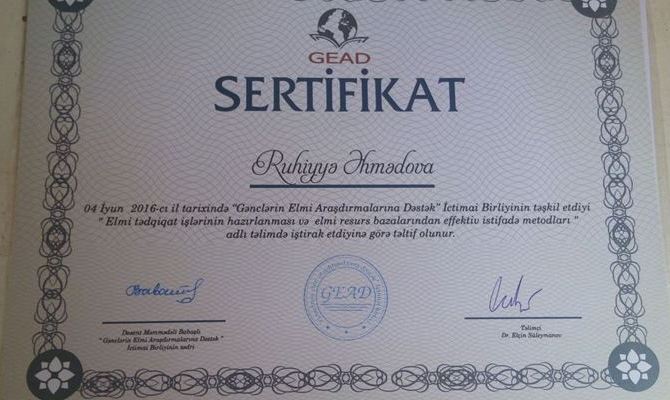 GEAD
SERTİFİKAT
Ruhiyyə Əhmədova
04 İyun 2016-cı il tarixində "Gənclərin Elmi Araşdırmalarına Dəstək" İctimai Birliyinin təşkil etdiyi
" Elmi tədqiqat işlərinin hazırlanması və elmi resurs bazalarından effektiv istifadə metodları "
adlı təlimdə iştirak etdiyinə görə təltif olunur.
GEAD
Dosent Məmmədəli Babaşlı
" Gənclərin Elmi Araşdırmalarına Dəstək "
İctimai Birliyinin sədri
Təlimçi
Dr. Elçin Süleymanov